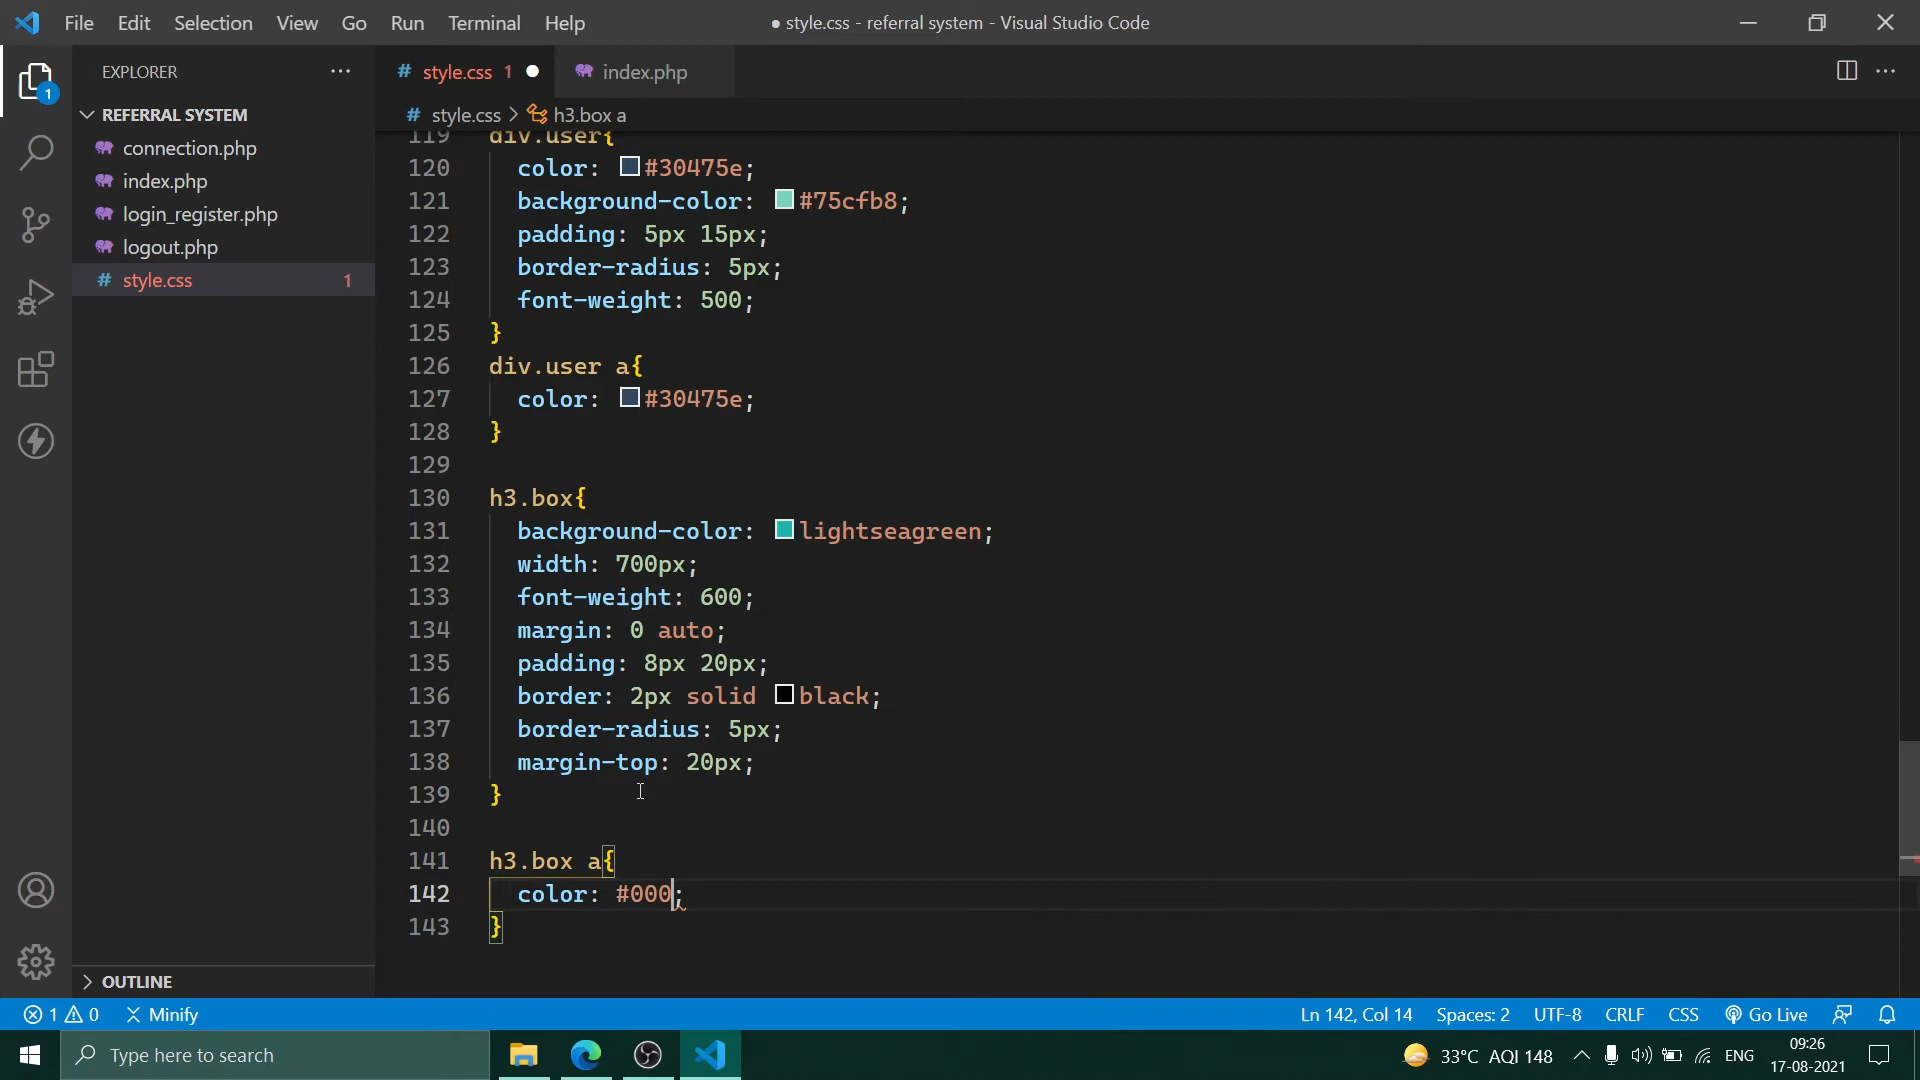 File Edit Selection View Go Run Terminal Help
● style.css - referral system - Visual Studio Code
EXPLORER
# style.css 1
index.php
REFERRAL SYSTEM
connection.php
index.php
login_register.php
logout.php
# style.css 1
# style.css > h3.box a
119 div.user{
120 color: #30475e;
121 background-color: #75cfb8;
122 padding: 5px 15px;
123 border-radius: 5px;
124 font-weight: 500;
125 }
126 div.user a{
127 color: #30475e;
128 }
129
130 h3.box{
131 background-color: lightseagreen;
132 width: 700px;
133 font-weight: 600;
134 margin: 0 auto;
135 padding: 8px 20px;
136 border: 2px solid black;
137 border-radius: 5px;
138 margin-top: 20px;
139 }
140
141 h3.box a{
142 color: #000;
143 }
1
OUTLINE
1 0 Minify
Ln 142, Col 14 Spaces: 2 UTF-8 CRLF CSS Go Live
Type here to search
33°C AQI 148 ENG
09:26
17-08-2021